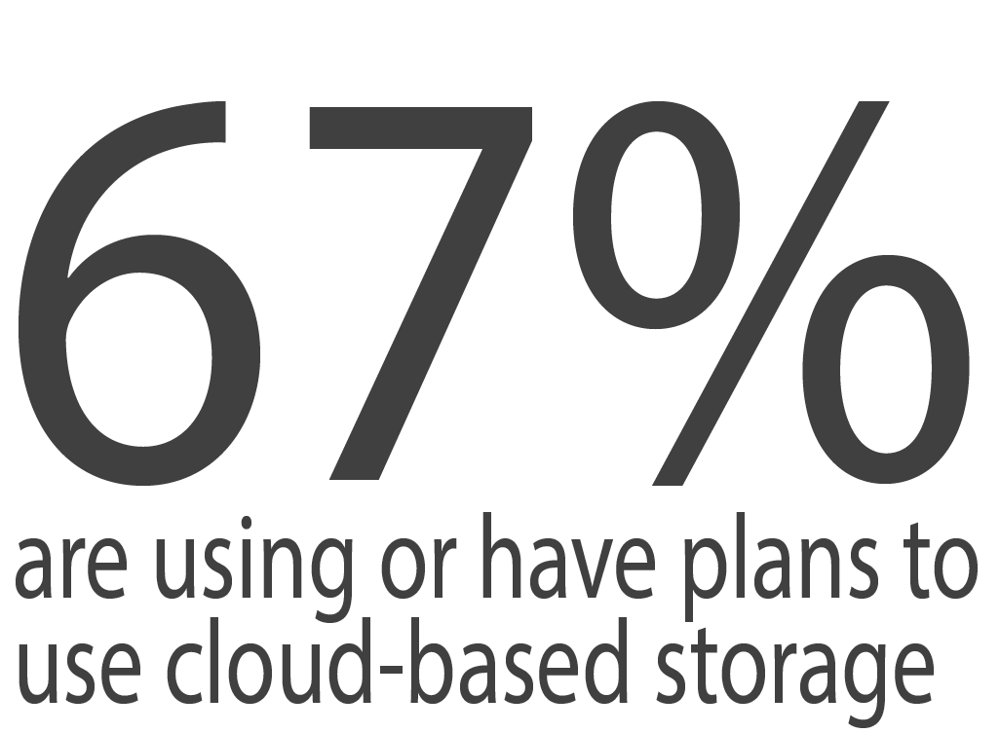 67%
are using or have plans to
use cloud-based storage